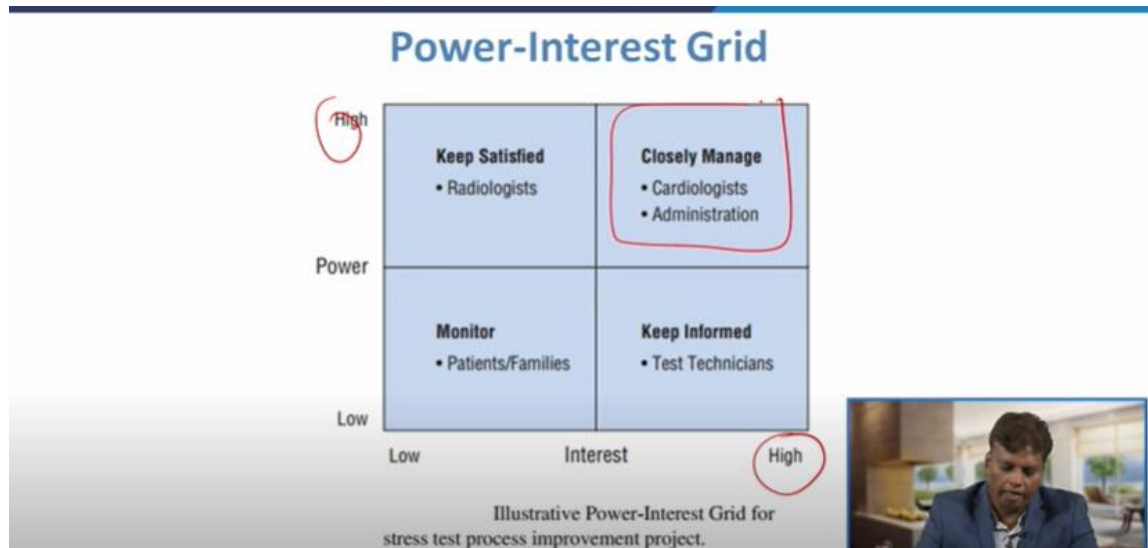 Power-Interest Grid
High
Keep Satisfied
• Radiologists
Closely Manage
• Cardiologists
• Administration
Power
Monitor
• Patients/Families
Keep Informed
• Test Technicians
Low
Low
Interest
High
Illustrative Power-Interest Grid for
stress test process improvement project.